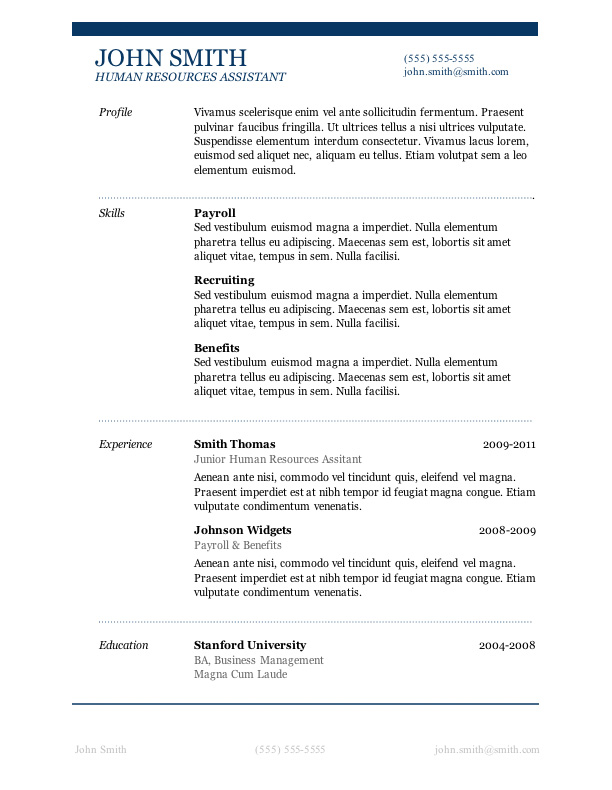 JOHN SMITH
HUMAN RESOURCES ASSISTANT
(555) 555-5555
john.smith@smith.com
Profile
Vivamus scelerisque enim vel ante sollicitudin fermentum. Praesent
pulvinar faucibus fringilla. Ut ultrices tellus a nisi ultrices vulputate.
Suspendisse elementum interdum consectetur. Vivamus lacus lorem,
euismod sed aliquet nec, aliquam eu tellus. Etiam volutpat sem a leo
elementum euismod.
Skills
Payroll
Sed vestibulum euismod magna a imperdiet. Nulla elementum
pharetra tellus eu adipiscing. Maecenas sem est, lobortis sit amet
aliquet vitae, tempus in sem. Nulla facilisi.
Recruiting
Sed vestibulum euismod magna a imperdiet. Nulla elementum
pharetra tellus eu adipiscing. Maecenas sem est, lobortis sit amet
aliquet vitae, tempus in sem. Nulla facilisi.
Benefits
Sed vestibulum euismod magna a imperdiet. Nulla elementum
pharetra tellus eu adipiscing. Maecenas sem est, lobortis sit amet
aliquet vitae, tempus in sem. Nulla facilisi.
Experience
Smith Thomas 2009-2011
Junior Human Resources Assitant
Aenean ante nisi, commodo vel tincidunt quis, eleifend vel magna.
Praesent imperdiet est at nibh tempor id feugiat magna congue. Etiam
vulputate condimentum venenatis.
Johnson Widgets 2008-2009
Payroll & Benefits
Aenean ante nisi, commodo vel tincidunt quis, eleifend vel magna.
Praesent imperdiet est at nibh tempor id feugiat magna congue. Etiam
vulputate condimentum venenatis.
Education
Stanford University 2004-2008
BA, Business Management
Magna Cum Laude
John Smith (555) 555-5555 john.smith@smith.com